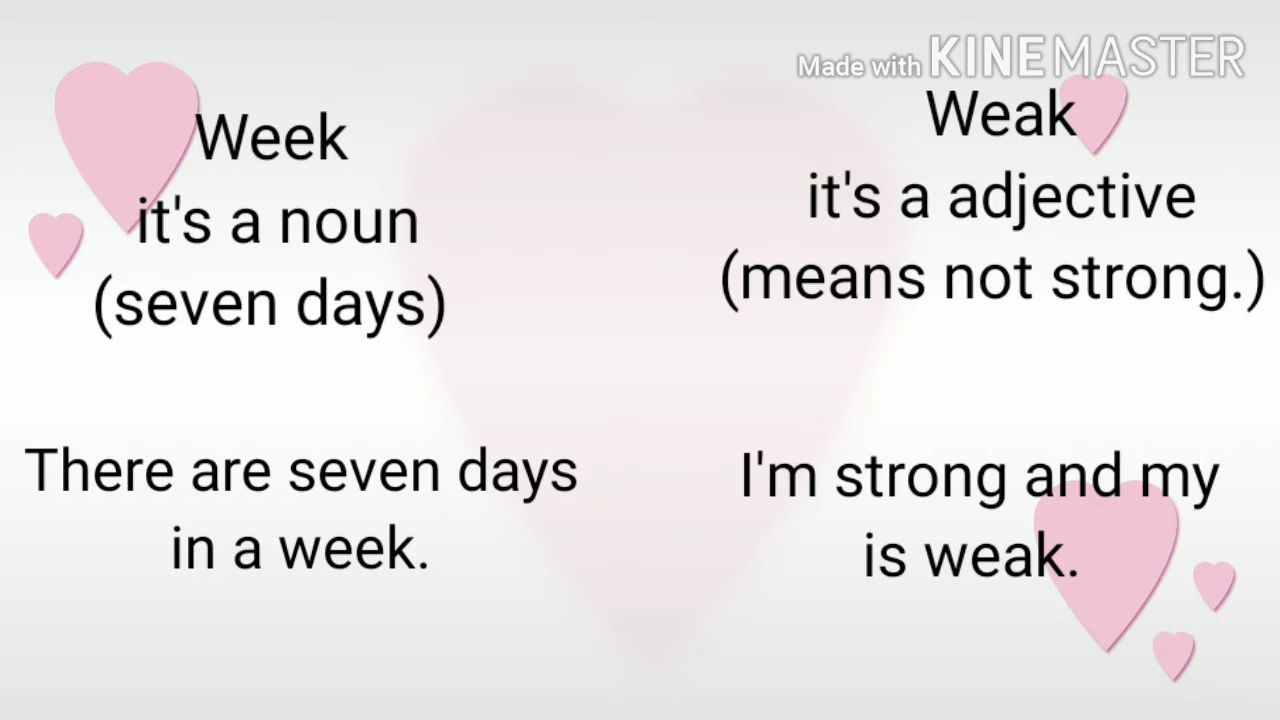 Made with KINEMASTER
Week
it's a noun
(seven days)
Weak
it's a adjective
(means not strong.)
There are seven days
in a week.
I'm strong and my
is weak.